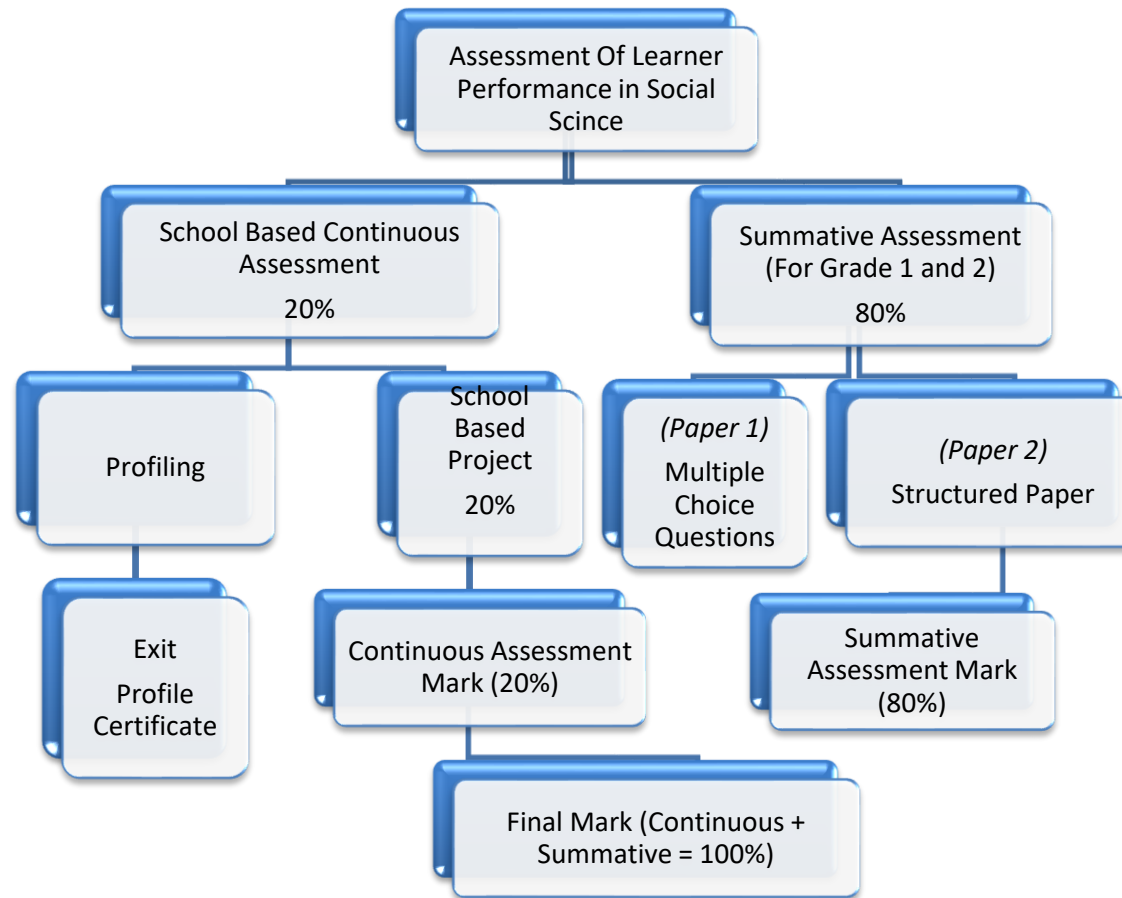 Assessment Of Learner
Performance in Social
Scince
School Based Continuous
Assessment
20%
Summative Assessment
(For Grade 1 and 2)
80%
Profiling
School
Based
Project
20%
(Paper 1)
Multiple
Choice
Questions
(Paper 2)
Structured Paper
Exit
Profile
Certificate
Continuous Assessment
Mark (20%)
Summative
Assessment Mark
(80%)
Final Mark (Continuous +
Summative = 100%)